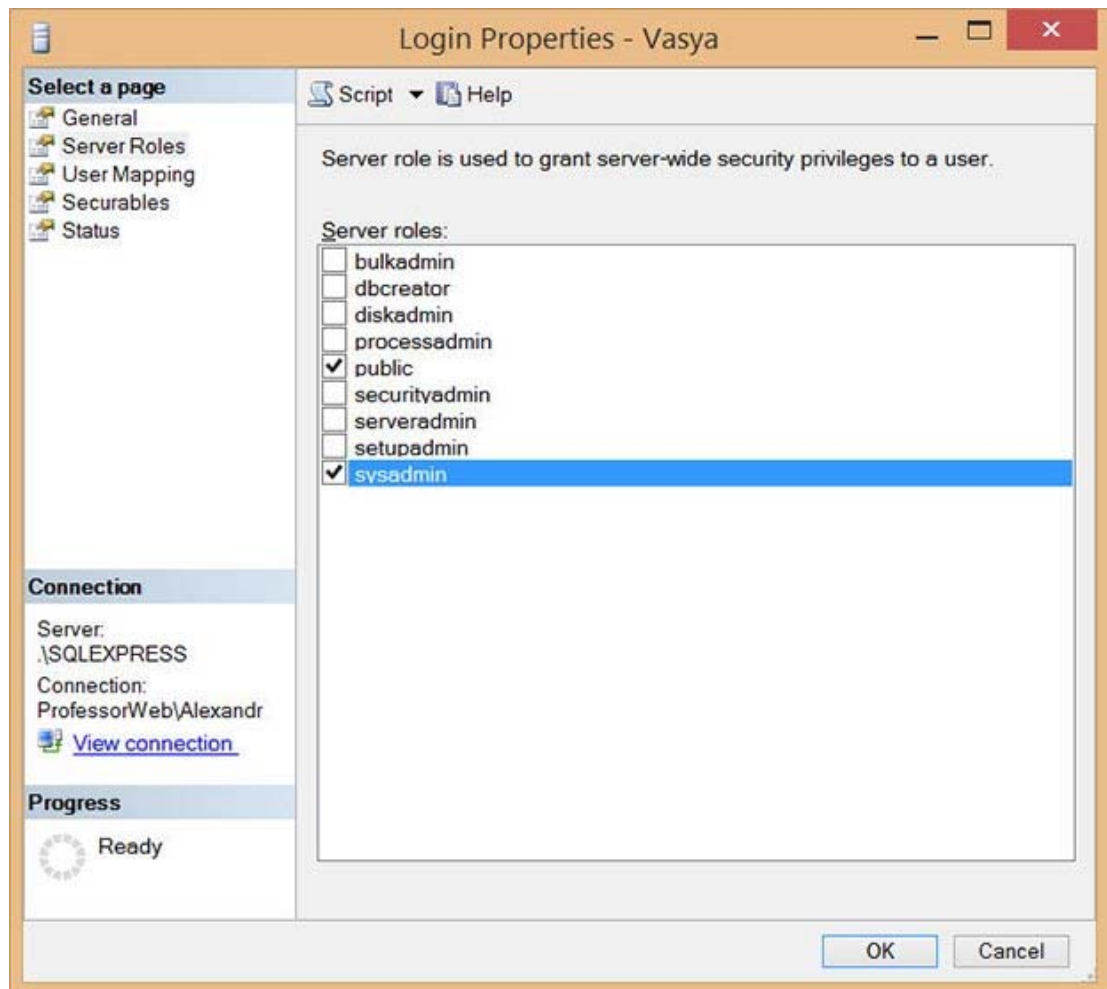 Login Properties - Vasya
Select a page
General
Server Roles
User Mapping
Securables
Status
Script
Help
Server role is used to grant server-wide security privileges to a user.
Server roles:
bulkadmin
dbcreator
diskadmin
processadmin
public
securityadmin
serveradmin
setupadmin
sysadmin
Connection
Server:
.\SQLEXPRESS
Connection:
ProfessorWeb\Alexandr
View connection
Progress
Ready
OK
Cancel